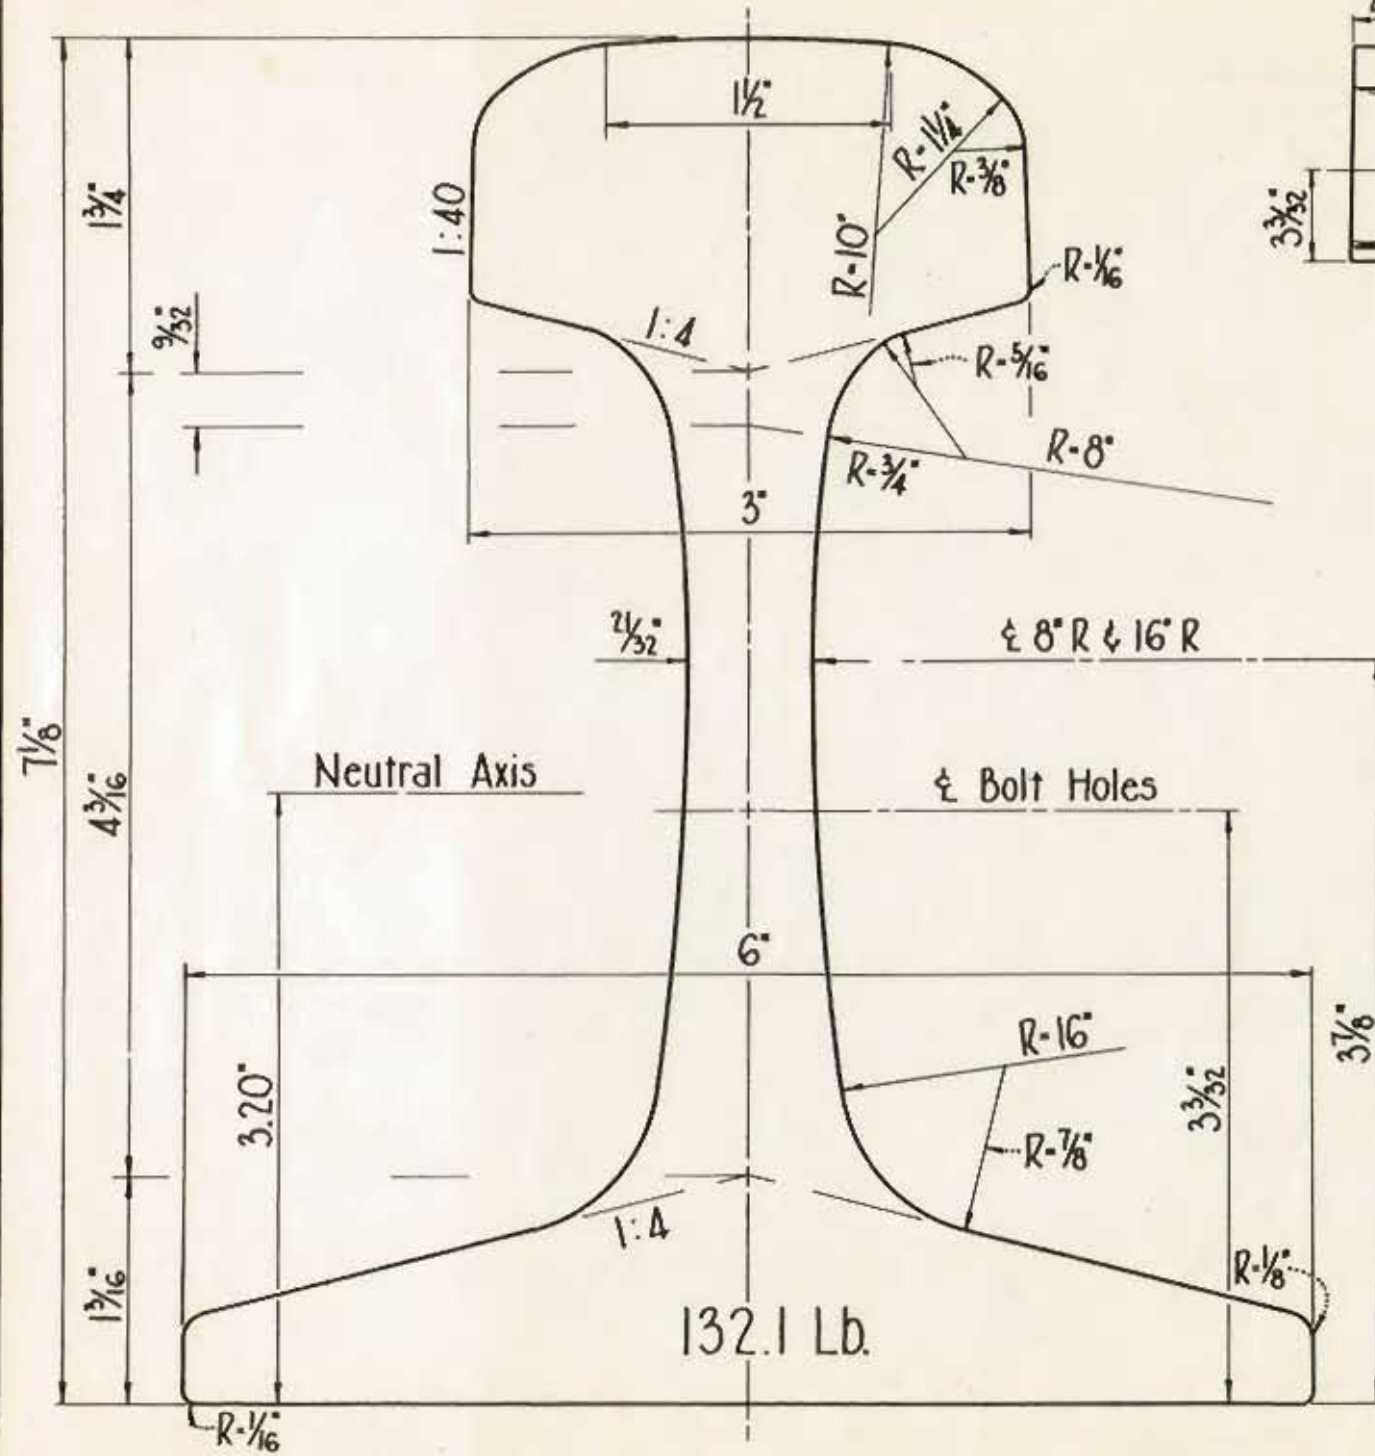 1½"
R=1¼"
R=⅜"
1:40
1¾"
R=10"
R=1/16"
3 3/32"
9/32"
1:4
R=5/16"
R=8"
R=¾"
3"
21/32"
℄ 8" R & 16" R
7⅛"
4 3/16"
Neutral Axis
℄ Bolt Holes
6"
R=16"
3⅞"
3.20"
3 3/32"
R=⅞"
1:4
1 3/16"
R=⅛"
132.1 Lb.
R=1/16"